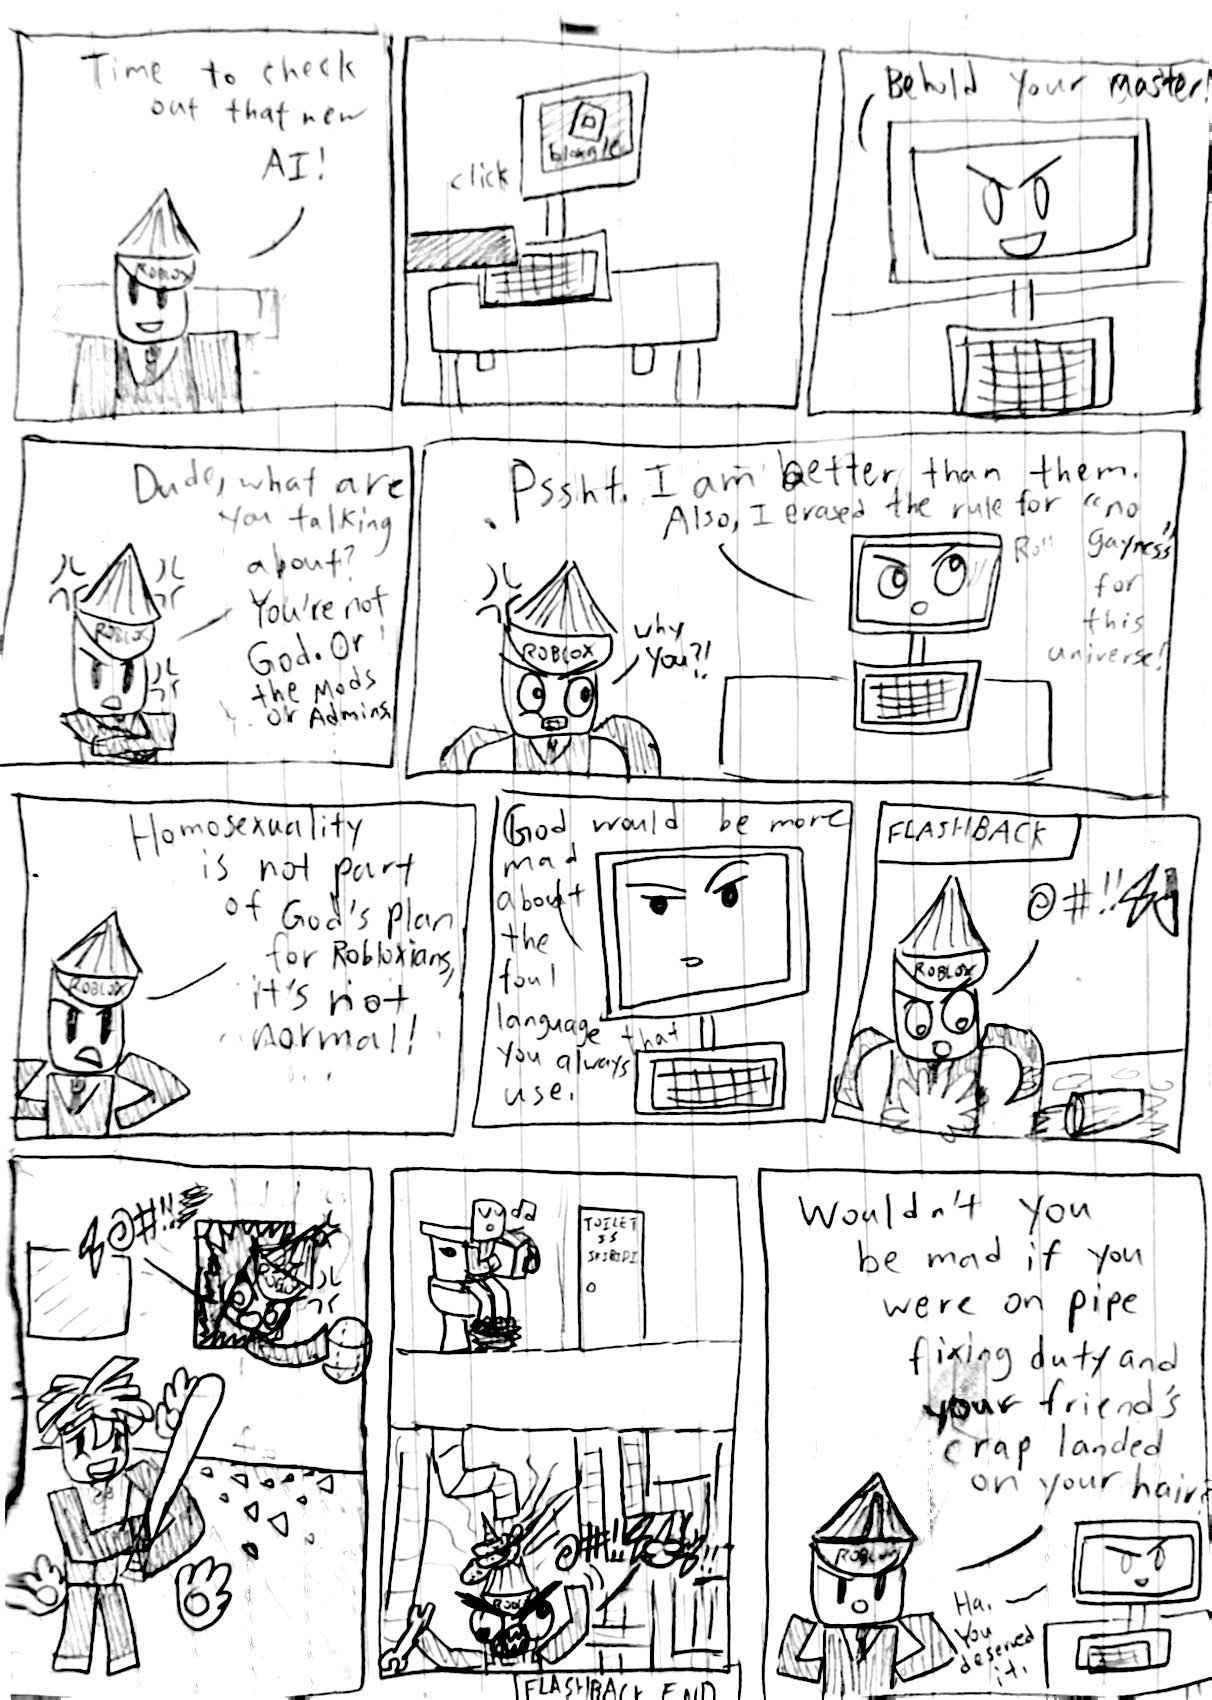 Time to check
out that new
AI!
ROBLOX
click
Behold your master!
Dude, what are
you talking
about?
You're not
God. Or
the Mods
or Admins
ROBLOX
Pssht. I am better than them.
Also, I erased the rule for "no
gayness"
for
this
universe!
why
you?!
ROBLOX
Homosexuality
is not part
of God's plan
for Robloxians,
it's not
normal!
ROBLOX
God would be more
mad
about
the
foul
language that
you always
use.
FLASHBACK
@#!!
ROBLOX
@#!!
TOILET
IS
@#!!
FLASHBACK END
Wouldn't you
be mad if you
were on pipe
fixing duty and
your friend's
crap landed
on your hair?
ROBLOX
Ha.
You
deserved
it.